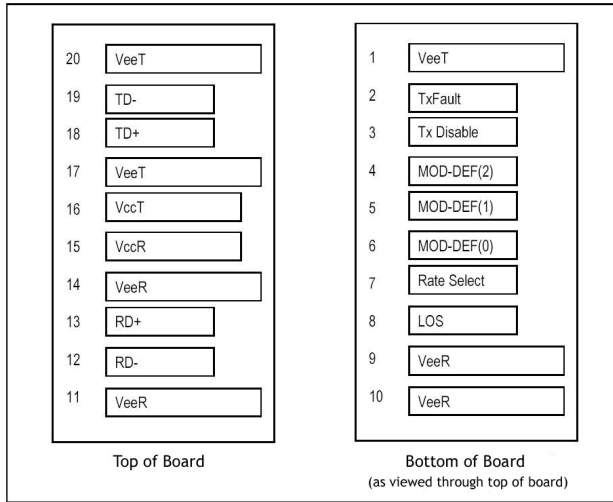 20 VeeT
19 TD-
18 TD+
17 VeeT
16 VccT
15 VccR
14 VeeR
13 RD+
12 RD-
11 VeeR
Top of Board
1 VeeT
2 TxFault
3 Tx Disable
4 MOD-DEF(2)
5 MOD-DEF(1)
6 MOD-DEF(0)
7 Rate Select
8 LOS
9 VeeR
10 VeeR
Bottom of Board
(as viewed through top of board)